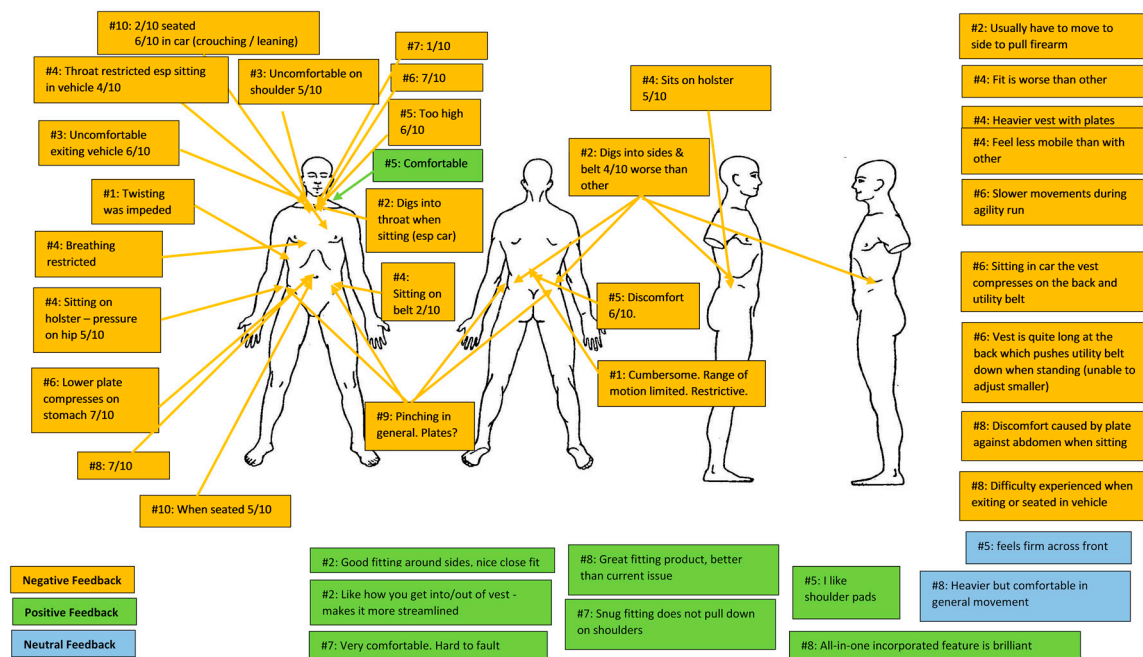 #10: 2/10 seated
6/10 in car (crouching / leaning)
#4: Throat restricted esp sitting
in vehicle 4/10
#3: Uncomfortable on
shoulder 5/10
#7: 1/10
#6: 7/10
#5: Too high
6/10
#5: Comfortable
#3: Uncomfortable
exiting vehicle 6/10
#1: Twisting
was impeded
#2: Digs into
throat when
sitting (esp car)
#4: Breathing
restricted
#4:
Sitting on
belt 2/10
#4: Sitting on
holster – pressure
on hip 5/10
#6: Lower plate
compresses on
stomach 7/10
#8: 7/10
#10: When seated 5/10
#9: Pinching in
general. Plates?
#4: Sits on holster
5/10
#2: Digs into sides &
belt 4/10 worse than
other
#5: Discomfort
6/10.
#1: Cumbersome. Range of
motion limited. Restrictive.
#2: Usually have to move to
side to pull firearm
#4: Fit is worse than other
#4: Heavier vest with plates
#4: Feel less mobile than with
other
#6: Slower movements during
agility run
#6: Sitting in car the vest
compresses on the back and
utility belt
#6: Vest is quite long at the
back which pushes utility belt
down when standing (unable to
adjust smaller)
#8: Discomfort caused by plate
against abdomen when sitting
#8: Difficulty experienced when
exiting or seated in vehicle
Negative Feedback
Positive Feedback
Neutral Feedback
#2: Good fitting around sides, nice close fit
#2: Like how you get into/out of vest -
makes it more streamlined
#7: Very comfortable. Hard to fault
#8: Great fitting product, better
than current issue
#7: Snug fitting does not pull down
on shoulders
#5: I like
shoulder pads
#5: feels firm across front
#8: Heavier but comfortable in
general movement
#8: All-in-one incorporated feature is brilliant